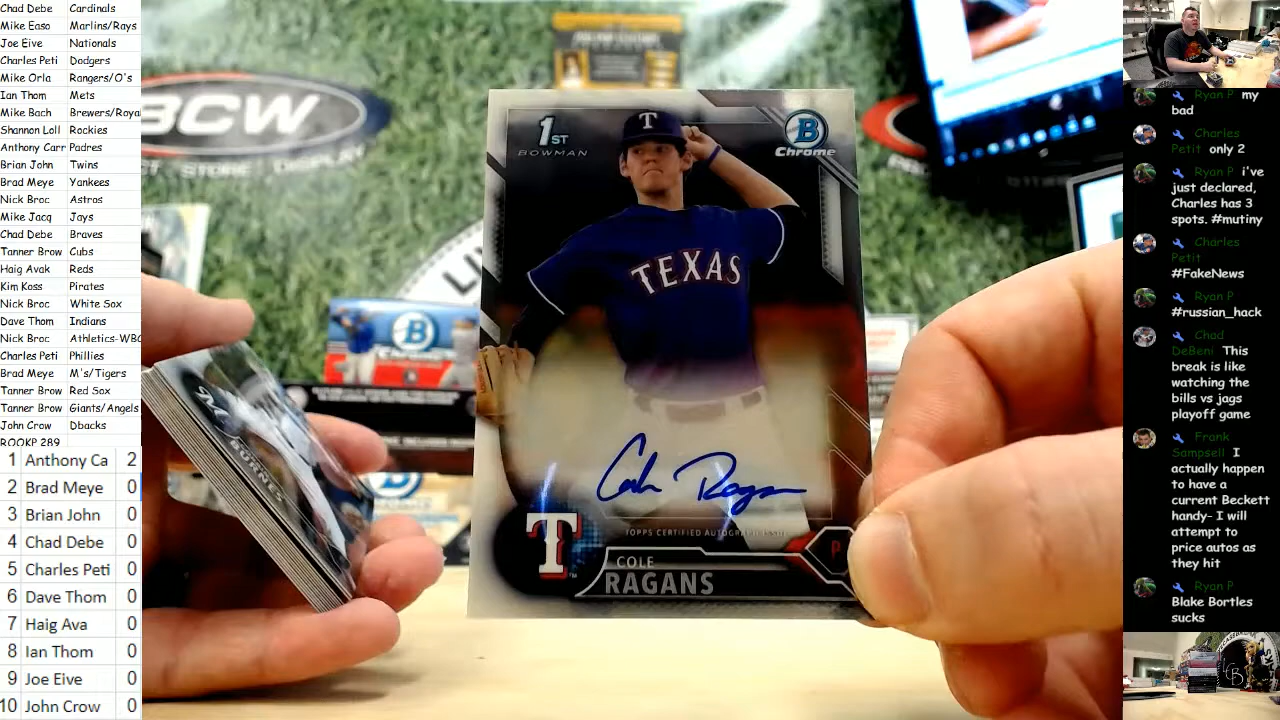 Chad Debe Cardinals
Mike Easo Marlins/Rays
Joe Eive Nationals
Charles Peti Dodgers
Mike Orla Rangers/O's
Ian Thom Mets
Mike Bach Brewers/Roya
Shannon Loll Rockies
Anthony Carr Padres
Brian John Twins
Brad Meye Yankees
Nick Broc Astros
Mike Jacq Jays
Chad Debe Braves
Tanner Brow Cubs
Haig Avak Reds
Kim Koss Pirates
Nick Broc White Sox
Dave Thom Indians
Nick Broc Athletics-WBC
Charles Peti Phillies
Brad Meye M's/Tigers
Tanner Brow Red Sox
Tanner Brow Giants/Angels
John Crow Dbacks
1 Anthony Ca 2
2 Brad Meye 0
3 Brian John 0
4 Chad Debe 0
5 Charles Peti 0
6 Dave Thom 0
7 Haig Ava 0
8 Ian Thom 0
9 Joe Eive 0
10 John Crow 0
BCW
1ST
BOWMAN
B
Chrome
T
TEXAS
Cole Ragans
TOPPS CERTIFIED AUTOGRAPH ISSUE
T
COLE
RAGANS
P
B
Chrome
Ryan P my
bad
Charles
Petit only 2
Ryan P i've
just declared,
Charles has 3
spots. #mutiny
Charles
Petit
#FakeNews
Ryan P
#russian_hack
Chad
DeBeni This
break is like
watching the
bills vs jags
playoff game
Frank
Sampsell I
actually happen
to have a
current Beckett
handy- I will
attempt to
price autos as
they hit
Ryan P
Blake Bortles
sucks